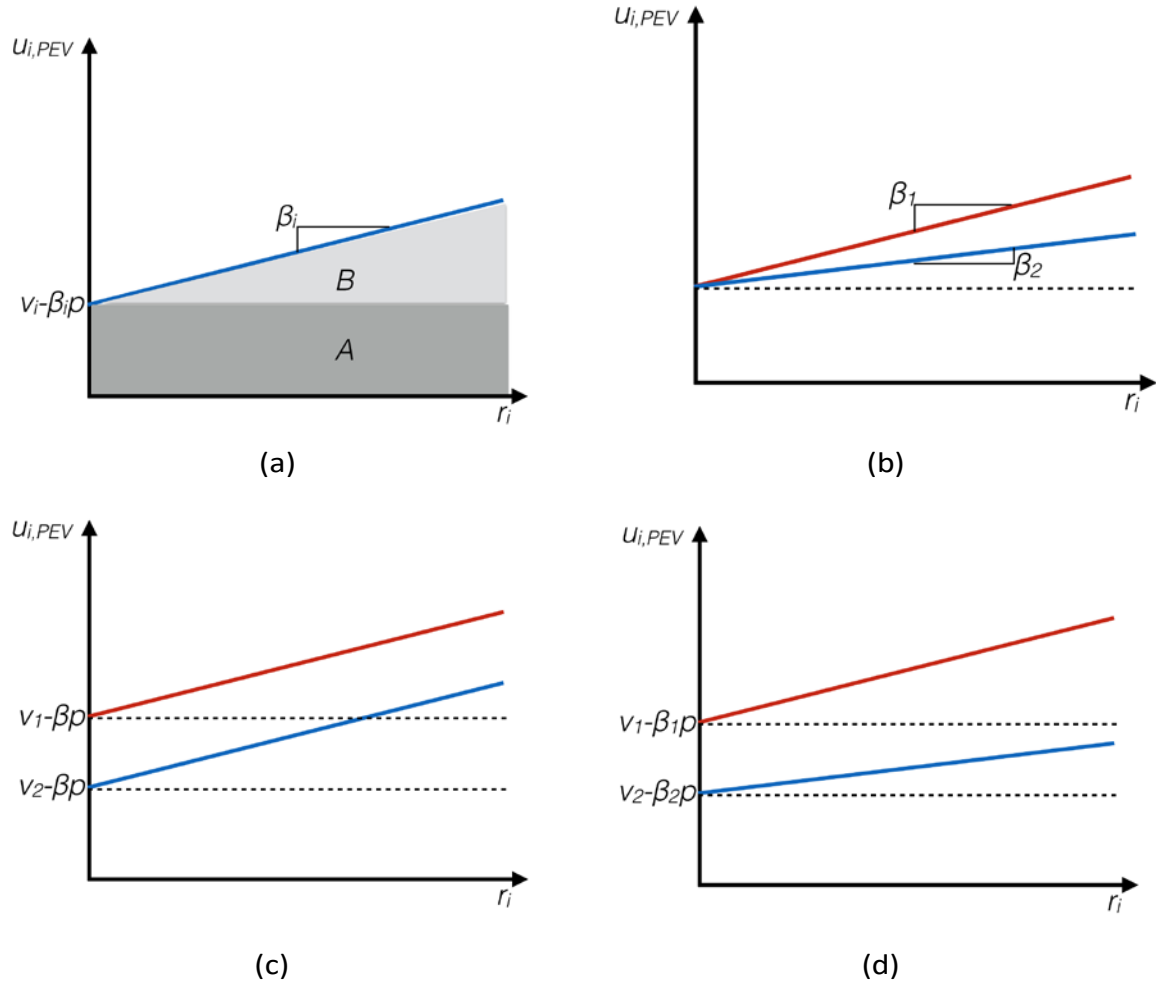 u_{i,PEV}
β_i
B
v_i-β_ip
A
r_i
(a)
u_{i,PEV}
β_1
β_2
r_i
(b)
u_{i,PEV}
v_1-βp
v_2-βp
r_i
(c)
u_{i,PEV}
v_1-β_1p
v_2-β_2p
r_i
(d)